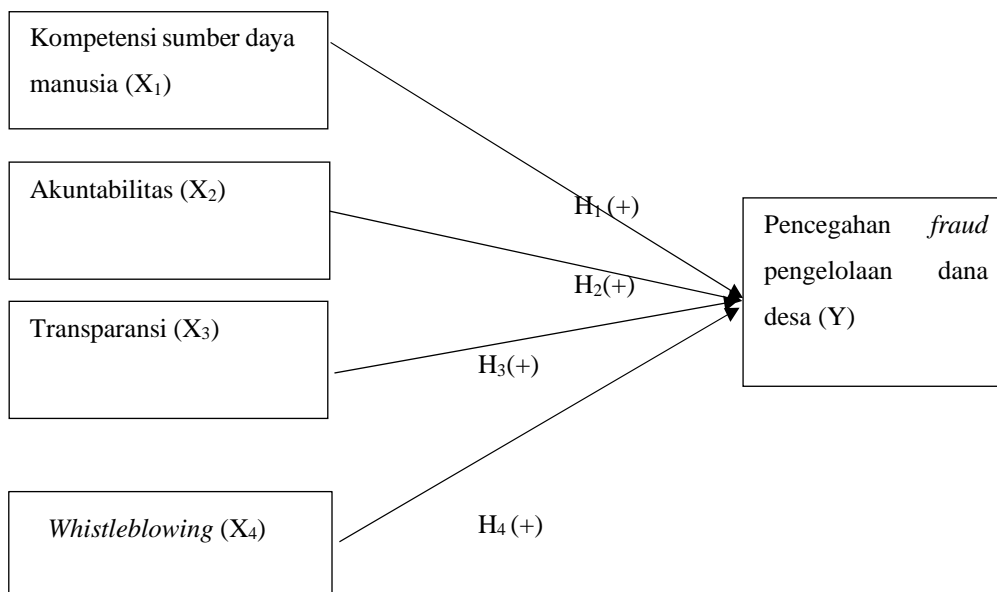 Kompetensi sumber daya
manusia (X₁)
Akuntabilitas (X₂)
Transparansi (X₃)
Whistleblowing (X₄)
H₁ (+)
H₂(+)
H₃(+)
H₄ (+)
Pencegahan fraud
pengelolaan dana
desa (Y)